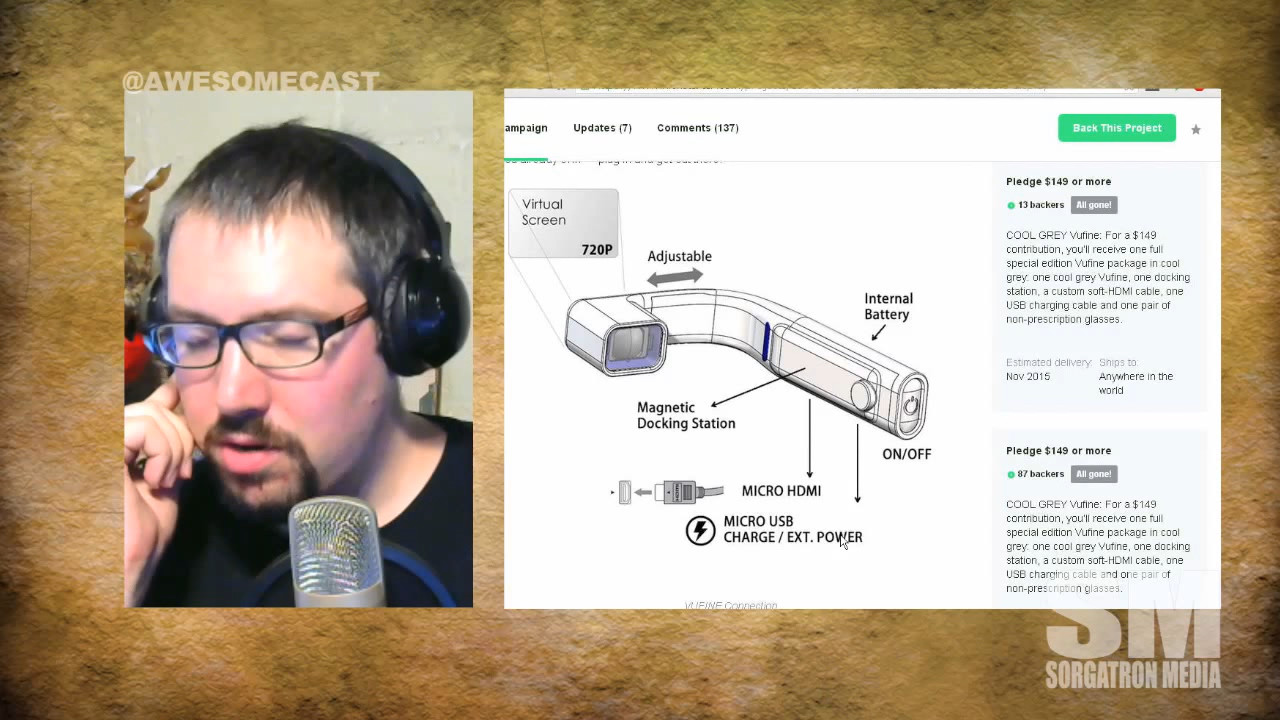 @AWESOMECAST
ampaign
Updates (7)
Comments (137)
Back This Project
Virtual
Screen
720P
Adjustable
Internal
Battery
Magnetic
Docking Station
ON/OFF
MICRO HDMI
MICRO USB
CHARGE / EXT. POWER
VUFINE Connection
Pledge $149 or more
13 backers All gone!
COOL GREY Vufine: For a $149
contribution, you'll receive one full
special edition Vufine package in cool
grey: one cool grey Vufine, one docking
station, a custom soft-HDMI cable, one
USB charging cable and one pair of
non-prescription glasses.
Estimated delivery: Ships to:
Nov 2015 Anywhere in the
world
Pledge $149 or more
87 backers All gone!
COOL GREY Vufine: For a $149
contribution, you'll receive one full
special edition Vufine package in cool
grey: one cool grey Vufine, one docking
station, a custom soft-HDMI cable, one
USB charging cable and one pair of
non-prescription glasses.
SM
SORGATRON MEDIA